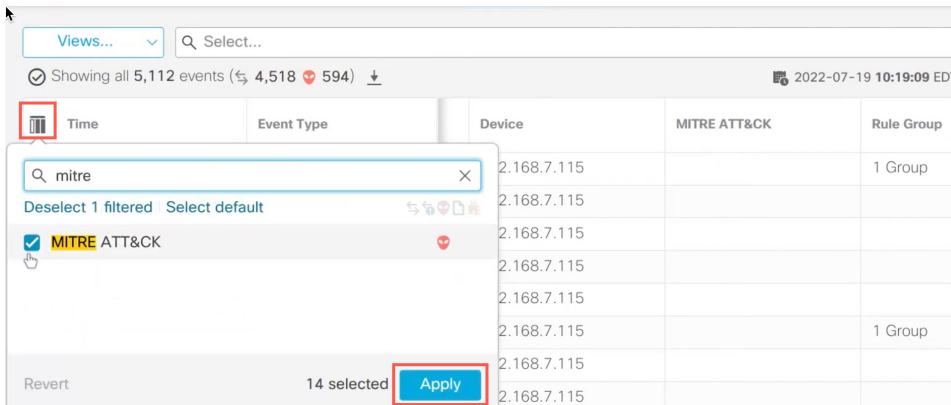 Views...
Select...
Showing all 5,112 events ( 4,518 594)
2022-07-19 10:19:09 ED
Time Event Type Device MITRE ATT&CK Rule Group
mitre
2.168.7.115 1 Group
Deselect 1 filtered Select default
2.168.7.115
MITRE ATT&CK
2.168.7.115
2.168.7.115
2.168.7.115
2.168.7.115 1 Group
2.168.7.115
Revert 14 selected Apply
2.168.7.115